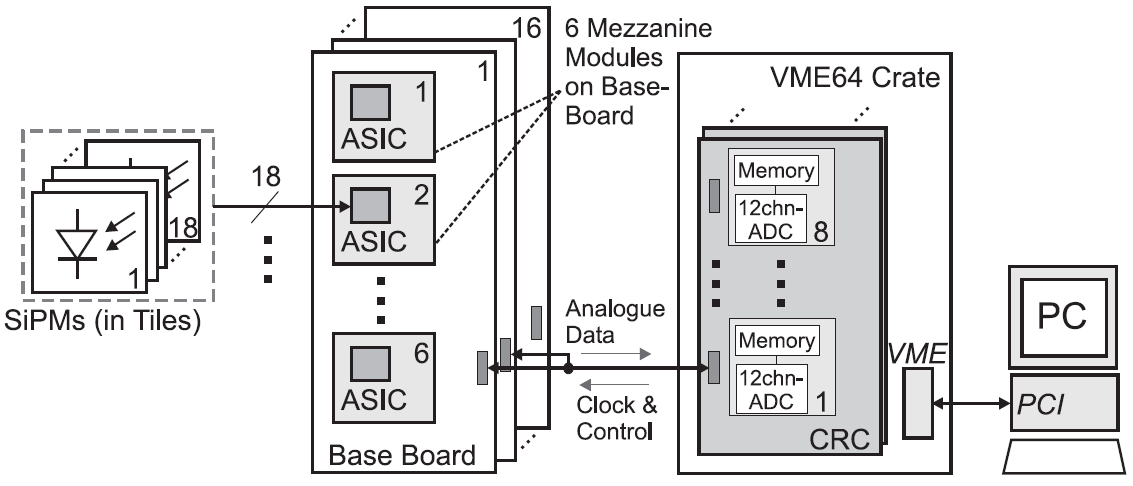 16
1
6 Mezzanine
Modules
on Base-
Board
VME64 Crate
1
ASIC
2
ASIC
6
ASIC
Base Board
18
18
1
SiPMs (in Tiles)
Analogue
Data
Clock &
Control
Memory
12chn-
ADC
8
Memory
12chn-
ADC
1
CRC
VME
PC
PCI